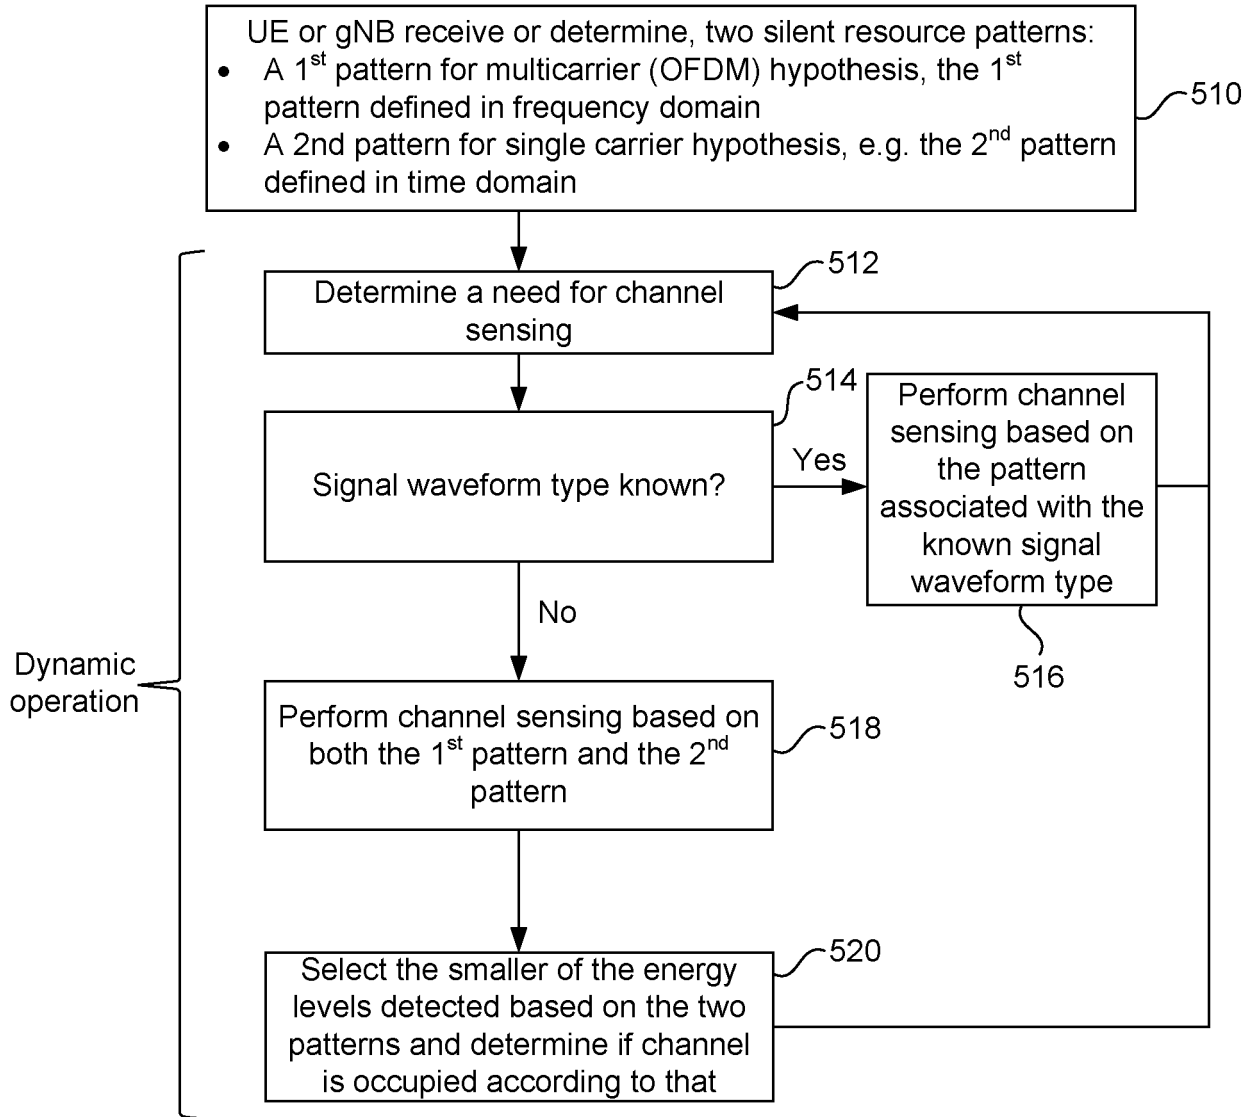 UE or gNB receive or determine, two silent resource patterns:
• A 1st pattern for multicarrier (OFDM) hypothesis, the 1st
pattern defined in frequency domain
• A 2nd pattern for single carrier hypothesis, e.g. the 2nd pattern
defined in time domain
510
512
Determine a need for channel
sensing
514
Signal waveform type known?
Yes
Perform channel
sensing based on
the pattern
associated with the
known signal
waveform type
516
No
Dynamic
operation
Perform channel sensing based on
both the 1st pattern and the 2nd
pattern
518
520
Select the smaller of the energy
levels detected based on the two
patterns and determine if channel
is occupied according to that